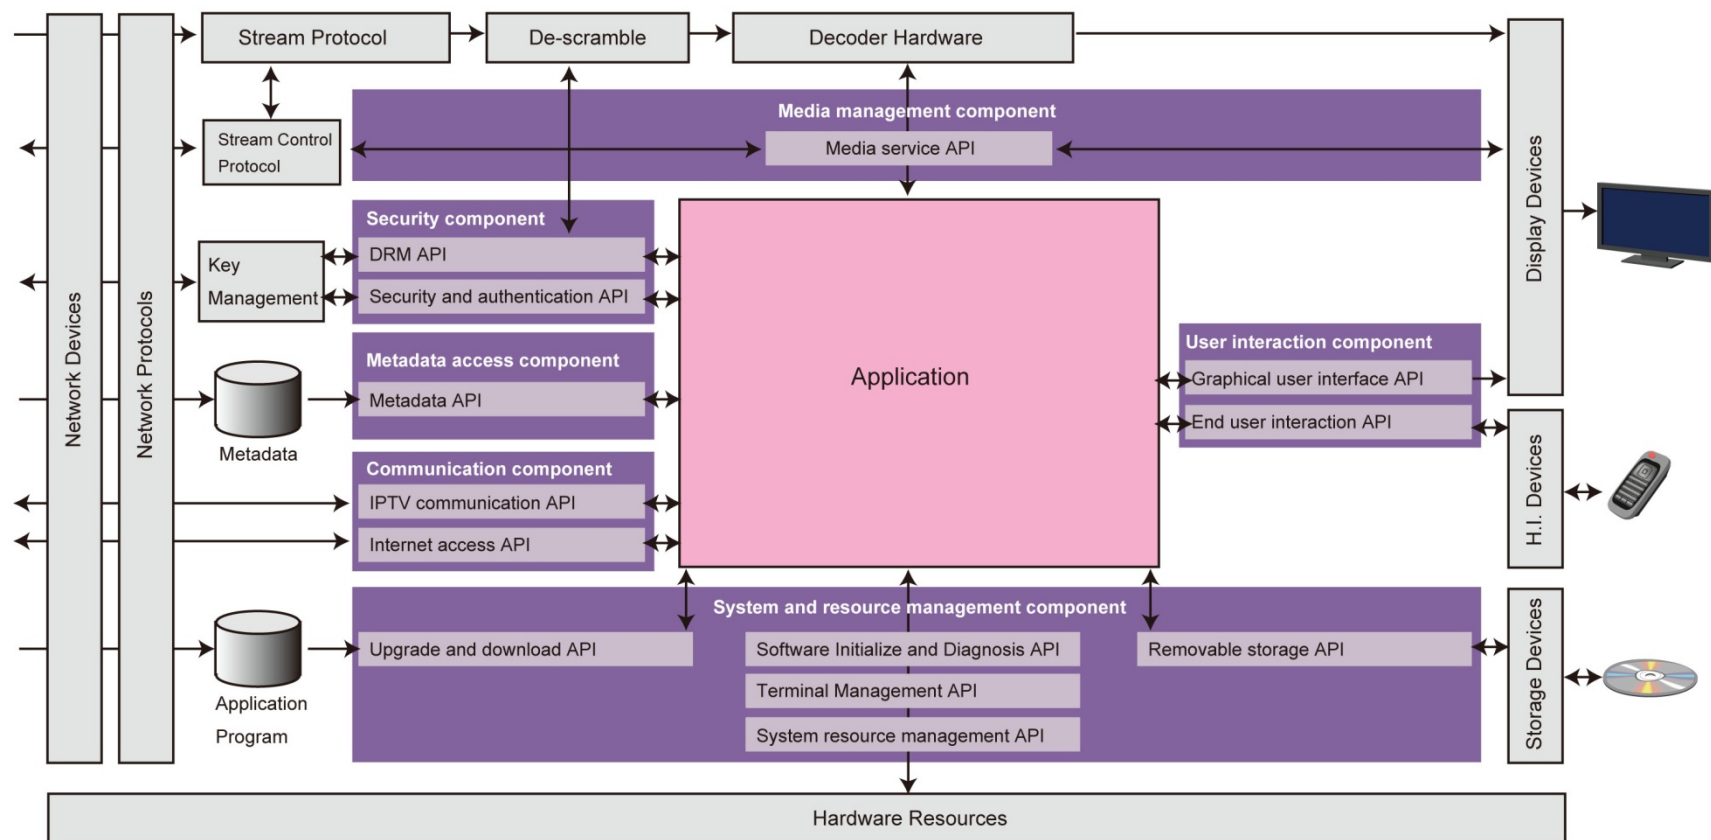 Stream Protocol
De-scramble
Decoder Hardware
Media management component
Stream Control
Protocol
Media service API
Security component
DRM API
Security and authentication API
Key
Management
Metadata access component
Metadata API
Metadata
Communication component
IPTV communication API
Internet access API
Application
User interaction component
Graphical user interface API
End user interaction API
System and resource management component
Upgrade and download API
Software Initialize and Diagnosis API
Removable storage API
Terminal Management API
System resource management API
Application
Program
Network Devices
Network Protocols
Display Devices
H.I. Devices
Storage Devices
Hardware Resources